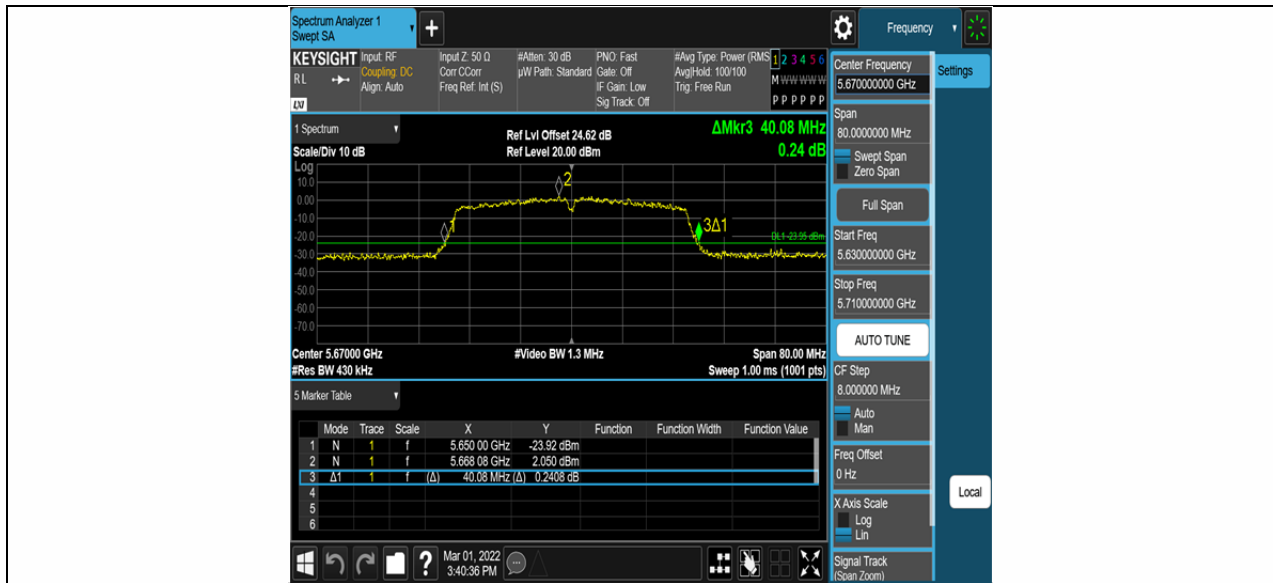 Spectrum Analyzer 1
Swept SA
+
Frequency
KEYSIGHT
RL
LXI
Input: RF
Coupling: DC
Align: Auto
Input Z: 50 Ω
Corr CCorr
Freq Ref: Int (S)
#Atten: 30 dB
µW Path: Standard
PNO: Fast
Gate: Off
IF Gain: Low
Sig Track: Off
#Avg Type: Power (RMS
Avg|Hold: 100/100
Trig: Free Run
1 2 3 4 5 6
M W W W W W
P P P P P P
1 Spectrum
Scale/Div 10 dB
Ref Lvl Offset 24.62 dB
Ref Level 20.00 dBm
ΔMkr3 40.08 MHz
0.24 dB
Log
10.0
0.00
-10.0
-20.0
-30.0
-40.0
-50.0
-60.0
-70.0
2
1
3Δ1
DL1 -23.95 dBm
Center 5.67000 GHz
#Res BW 430 kHz
#Video BW 1.3 MHz
Span 80.00 MHz
Sweep 1.00 ms (1001 pts)
5 Marker Table
Mode Trace Scale X Y Function Function Width Function Value
1 N 1 f 5.650 00 GHz -23.92 dBm
2 N 1 f 5.668 08 GHz 2.050 dBm
3 Δ1 1 f (Δ) 40.08 MHz (Δ) 0.2408 dB
4
5
6
?
Mar 01, 2022
3:40:36 PM
Center Frequency
5.670000000 GHz
Span
80.0000000 MHz
Swept Span
Zero Span
Full Span
Start Freq
5.630000000 GHz
Stop Freq
5.710000000 GHz
AUTO TUNE
CF Step
8.000000 MHz
Auto
Man
Freq Offset
0 Hz
X Axis Scale
Log
Lin
Signal Track
(Span Zoom)
Settings
Local